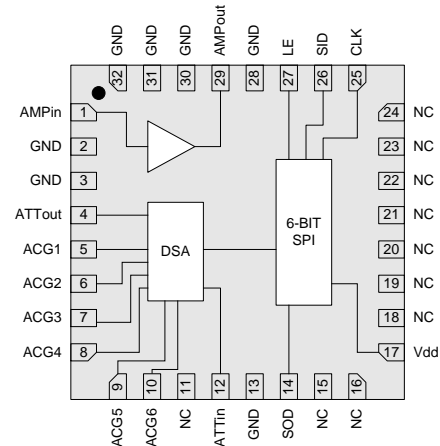 GND
GND
GND
AMPout
GND
LE
SID
CLK
32
31
30
29
28
27
26
25
AMPin 1
GND 2
GND 3
ATTout 4
ACG1 5
ACG2 6
ACG3 7
ACG4 8
DSA
6-BIT
SPI
24 NC
23 NC
22 NC
21 NC
20 NC
19 NC
18 NC
17 Vdd
9
10
11
12
13
14
15
16
ACG5
ACG6
NC
ATTin
GND
SOD
NC
NC